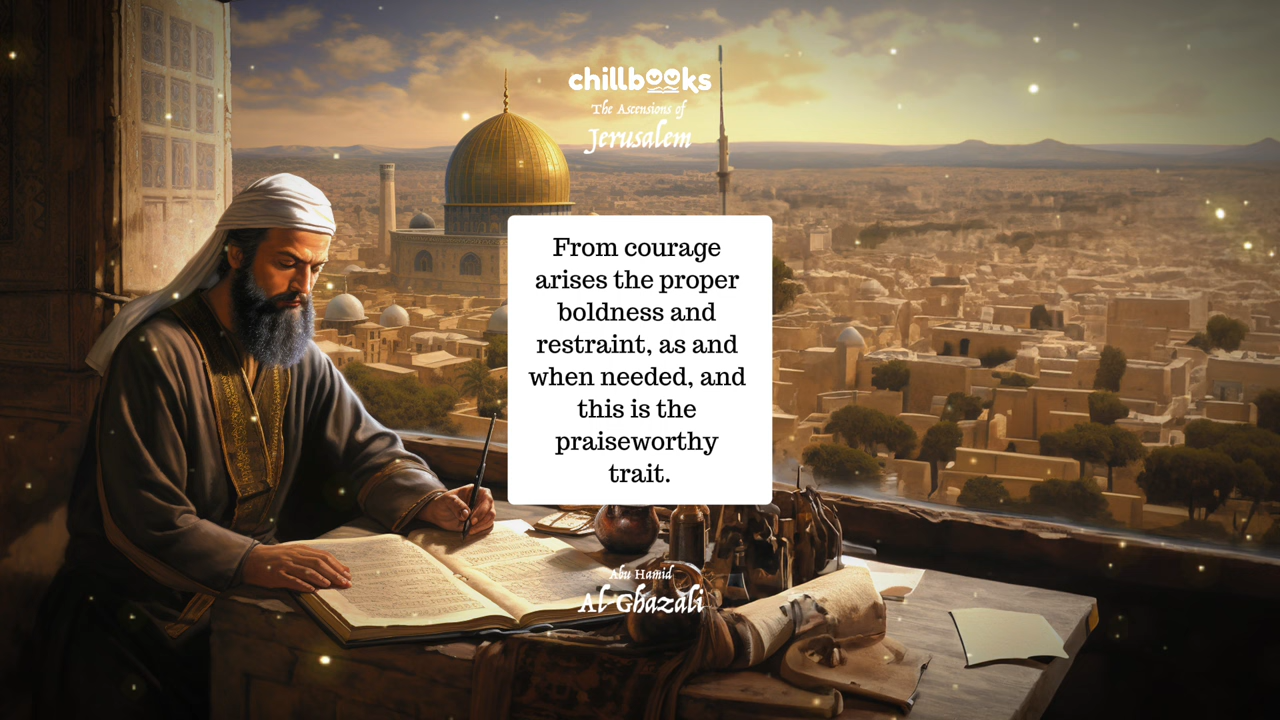 chillbooks
The Ascensions of
Jerusalem
From courage
arises the proper
boldness and
restraint, as and
when needed, and
this is the
praiseworthy
trait.
Abu Hamid
Al-Ghazali